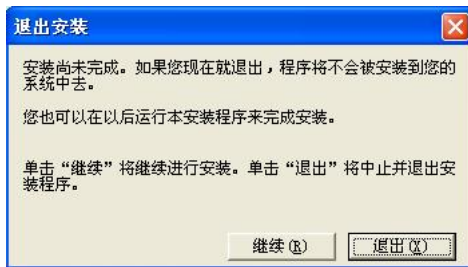 退出安装
安装尚未完成。如果您现在就退出，程序将不会被安装到您的
系统中去。
您也可以在以后运行本安装程序来完成安装。
单击“继续”将继续进行安装。单击“退出”将中止并退出安
装程序。
继续(R)
退出(X)